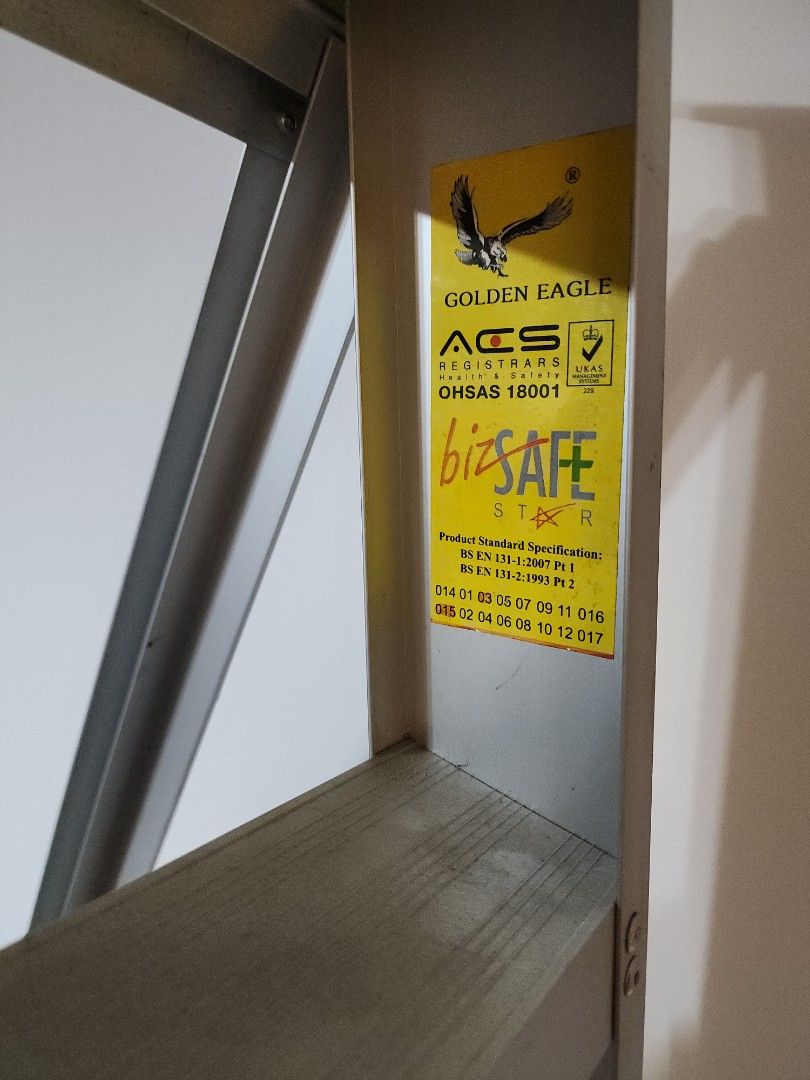 ®
GOLDEN EAGLE
ACS
REGISTRARS
Health & Safety
OHSAS 18001
UKAS
MANAGEMENT
SYSTEMS
229
bizSAFE
STAR
Product Standard Specification:
BS EN 131-1:2007 Pt 1
BS EN 131-2:1993 Pt 2
014 01 03 05 07 09 11 016
015 02 04 06 08 10 12 017